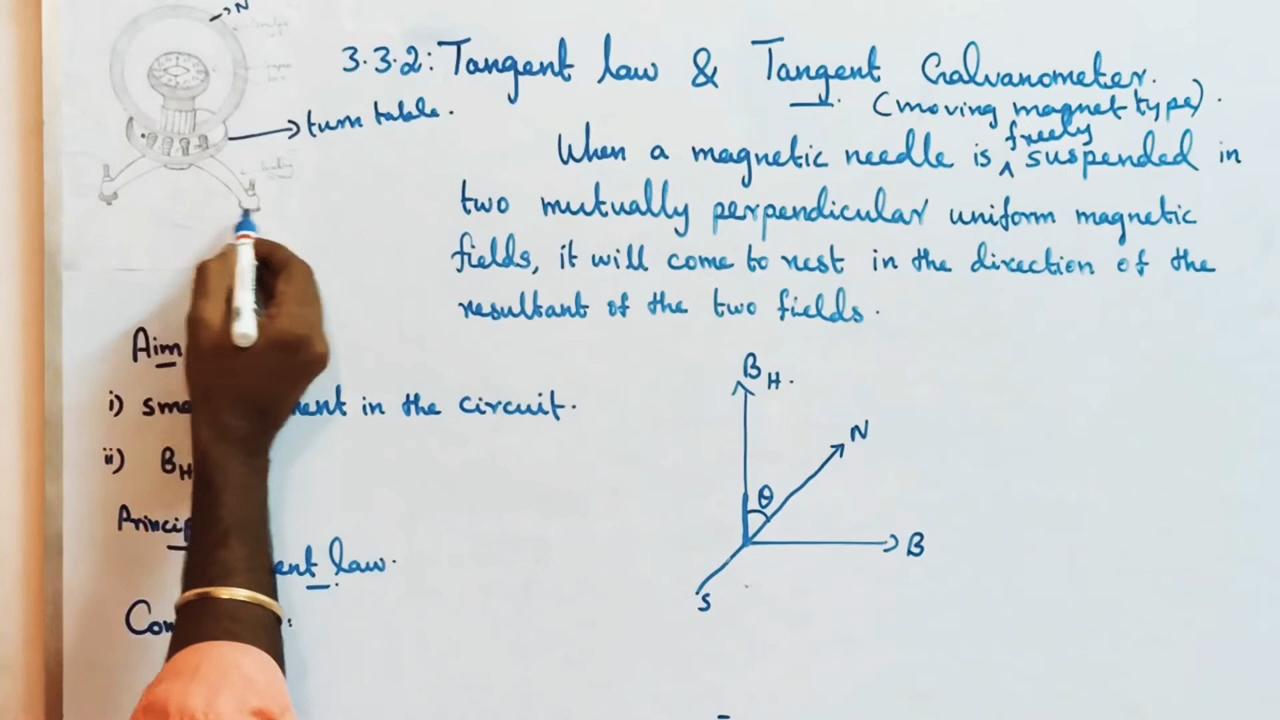 N
3.3.2: Tangent law & Tangent Galvanometer.
(moving magnet type).
turn table.
When a magnetic needle is freely suspended in
two mutually perpendicular uniform magnetic
fields, it will come to rest in the direction of the
resultant of the two fields.
Aim
i) in the circuit.
ii) BH
law.
BH.
N
θ
B
S